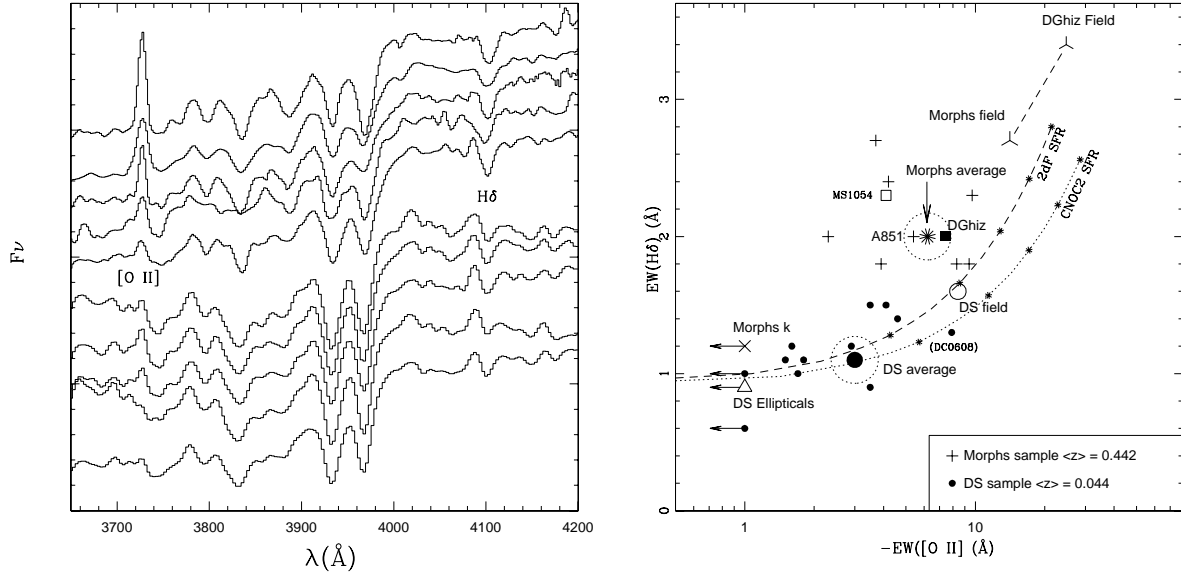 Fν
[O II]
Hδ
3700 3800 3900 4000 4100 4200
λ(Å)
EW(Hδ) (Å)
0 1 2 3
DGhiz Field
Morphs field
Morphs average
MS1054
A851
DGhiz
2dF SFR
CNOC2 SFR
DS field
Morphs k
(DC0608)
DS average
DS Ellipticals
Morphs sample <z> = 0.442
DS sample <z> = 0.044
1 10
−EW([O II] (Å)